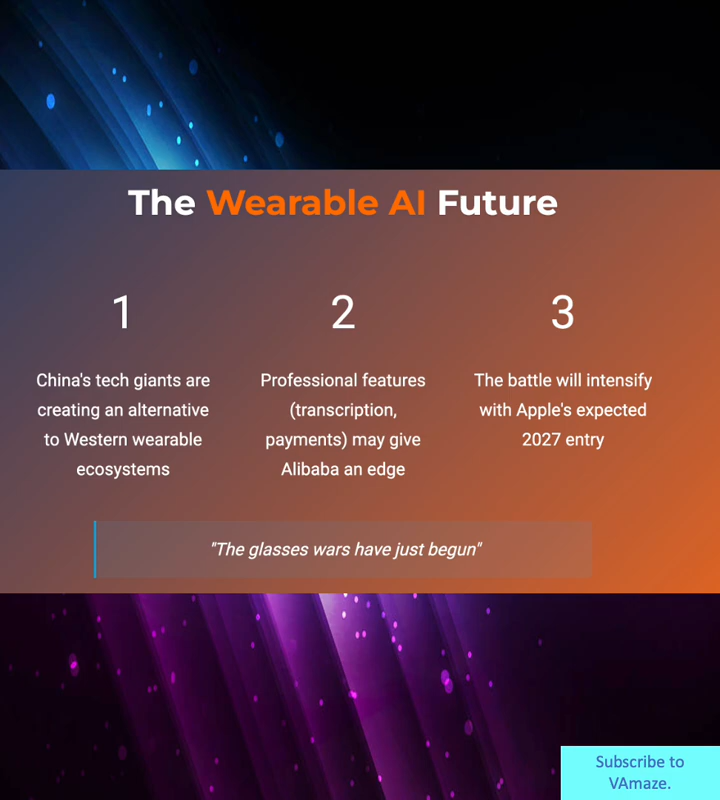 The Wearable AI Future
1
China's tech giants are
creating an alternative
to Western wearable
ecosystems
2
Professional features
(transcription,
payments) may give
Alibaba an edge
3
The battle will intensify
with Apple's expected
2027 entry
"The glasses wars have just begun"
Subscribe to
VAmaze.